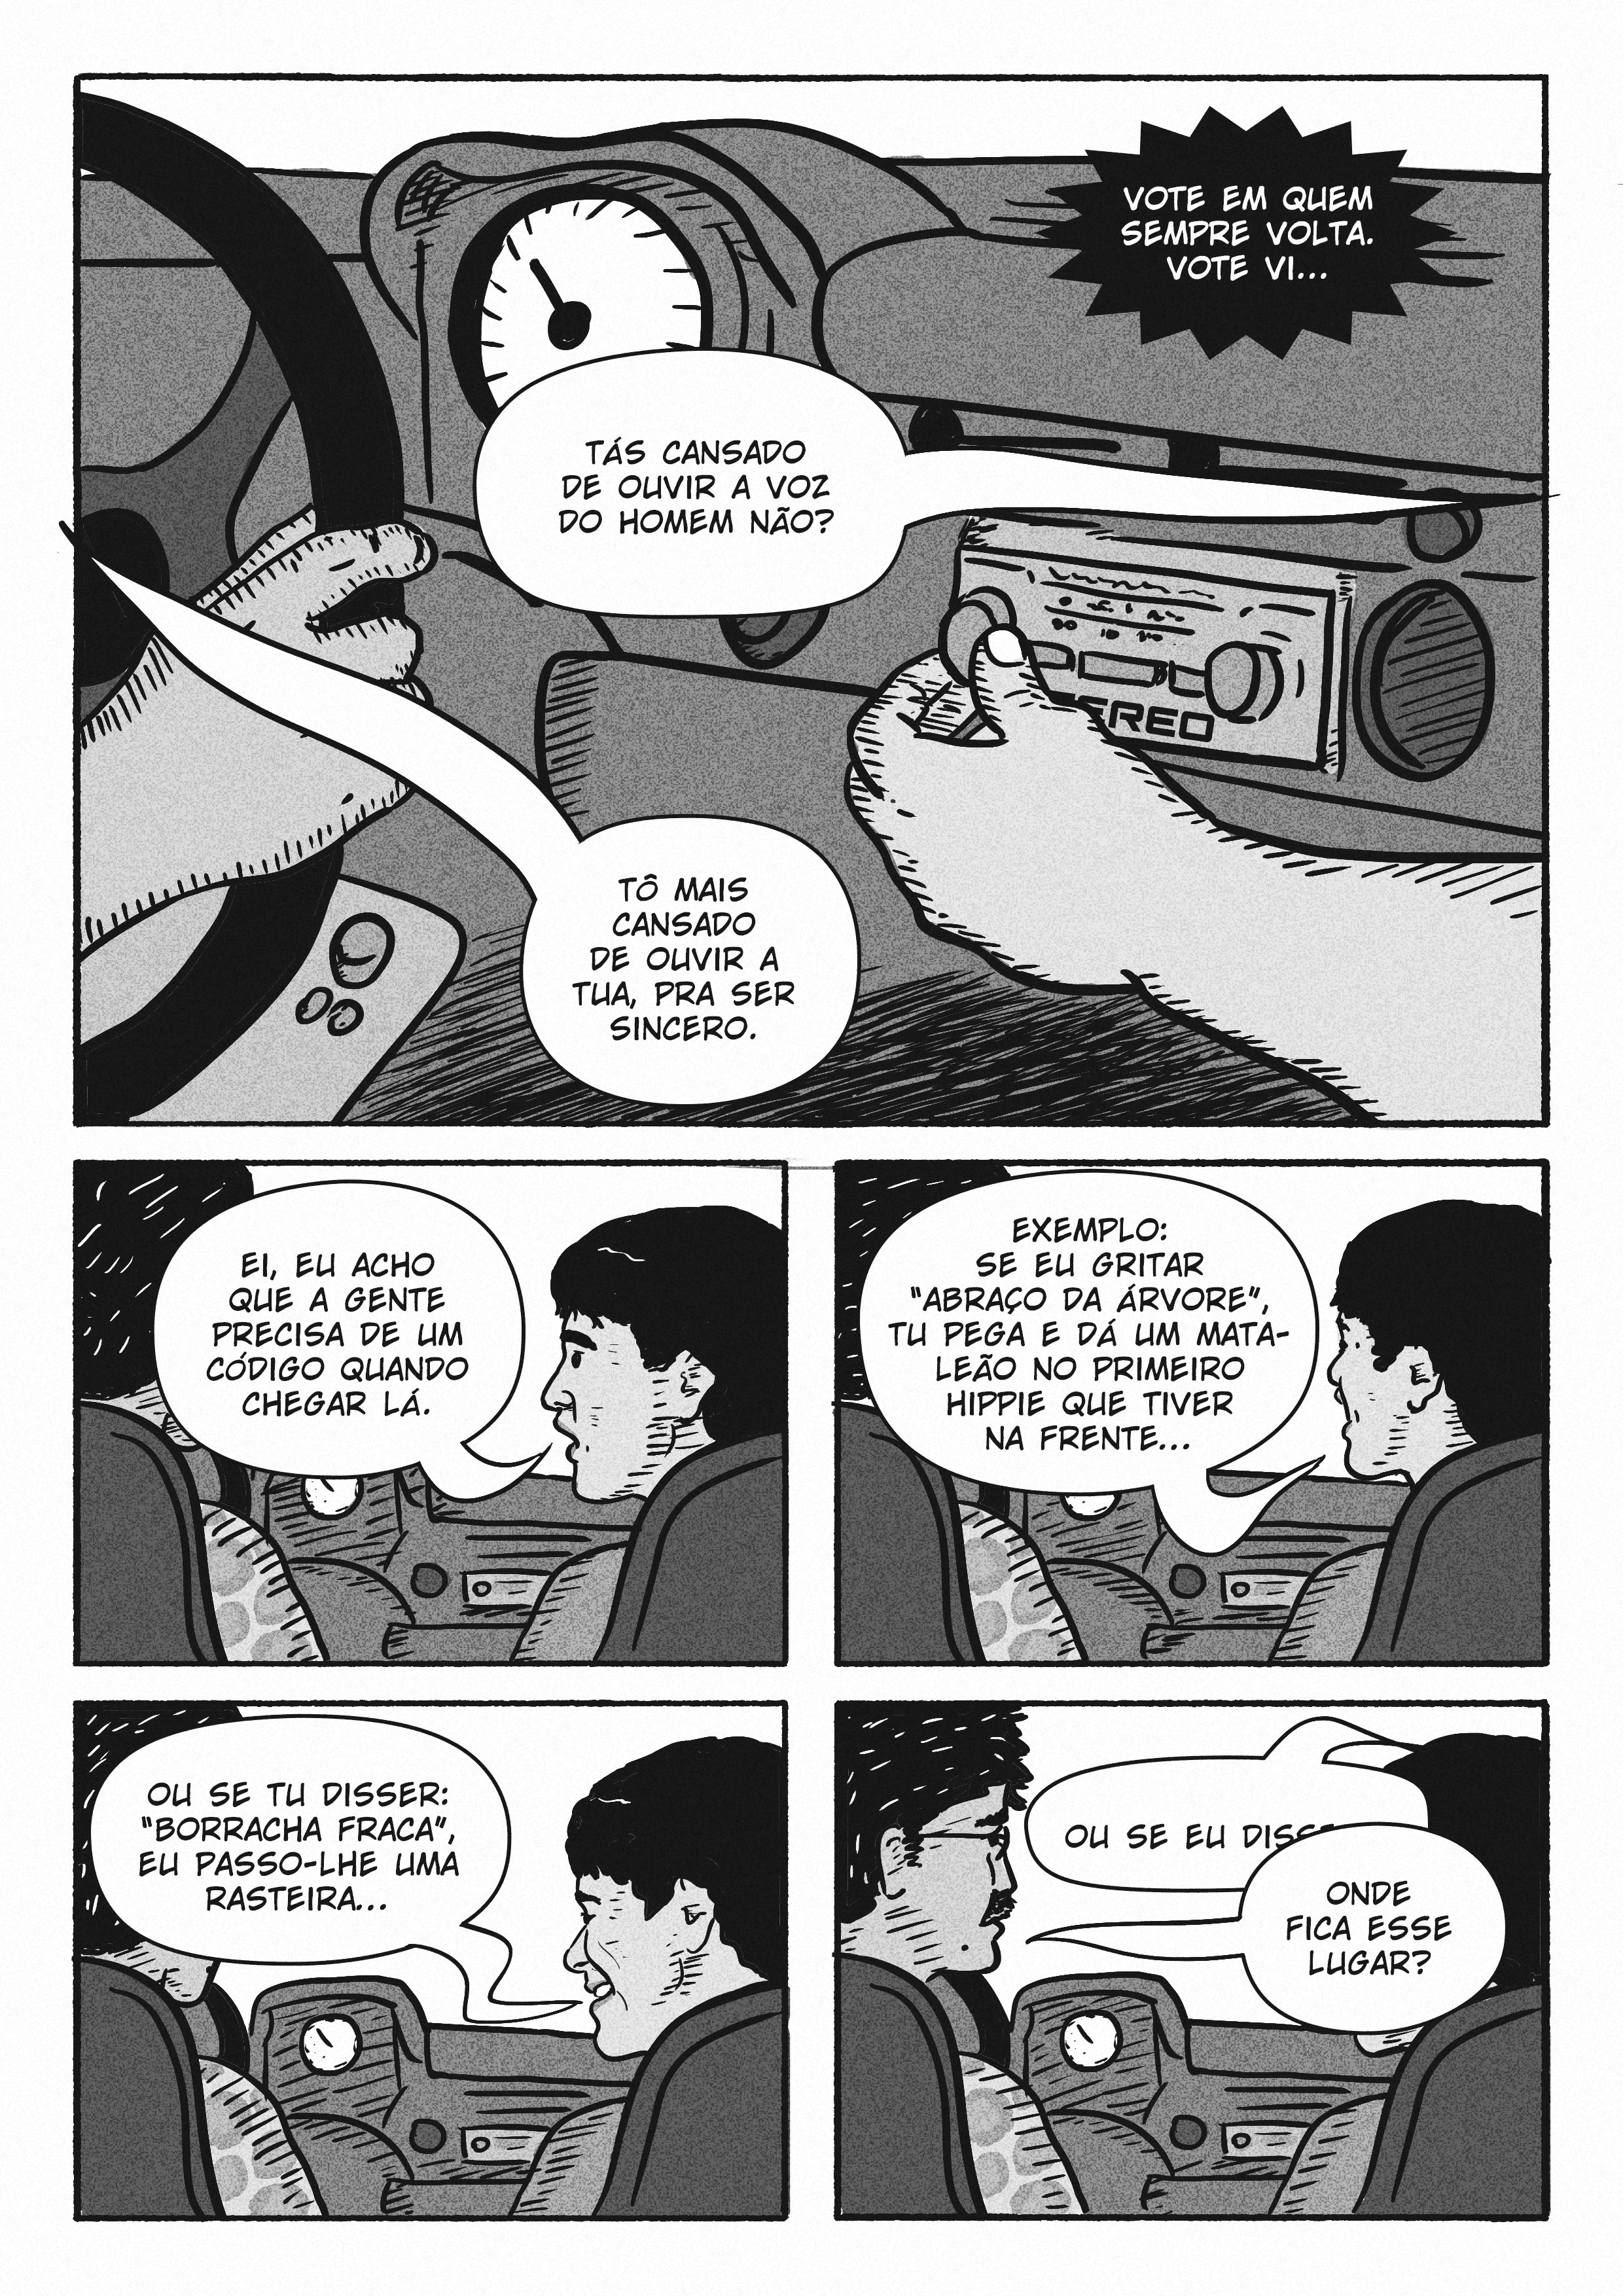 VOTE EM QUEM
SEMPRE VOLTA.
VOTE VI...
TÁS CANSADO
DE OUVIR A VOZ
DO HOMEM NÃO?
EREO
TÔ MAIS
CANSADO
DE OUVIR A
TUA, PRA SER
SINCERO.
EI, EU ACHO
QUE A GENTE
PRECISA DE UM
CÓDIGO QUANDO
CHEGAR LÁ.
EXEMPLO:
SE EU GRITAR
"ABRAÇO DA ÁRVORE",
TU PEGA E DÁ UM MATA-
LEÃO NO PRIMEIRO
HIPPIE QUE TIVER
NA FRENTE...
OU SE TU DISSER:
"BORRACHA FRACA",
EU PASSO-LHE UMA
RASTEIRA...
OU SE EU DISSE
ONDE
FICA ESSE
LUGAR?